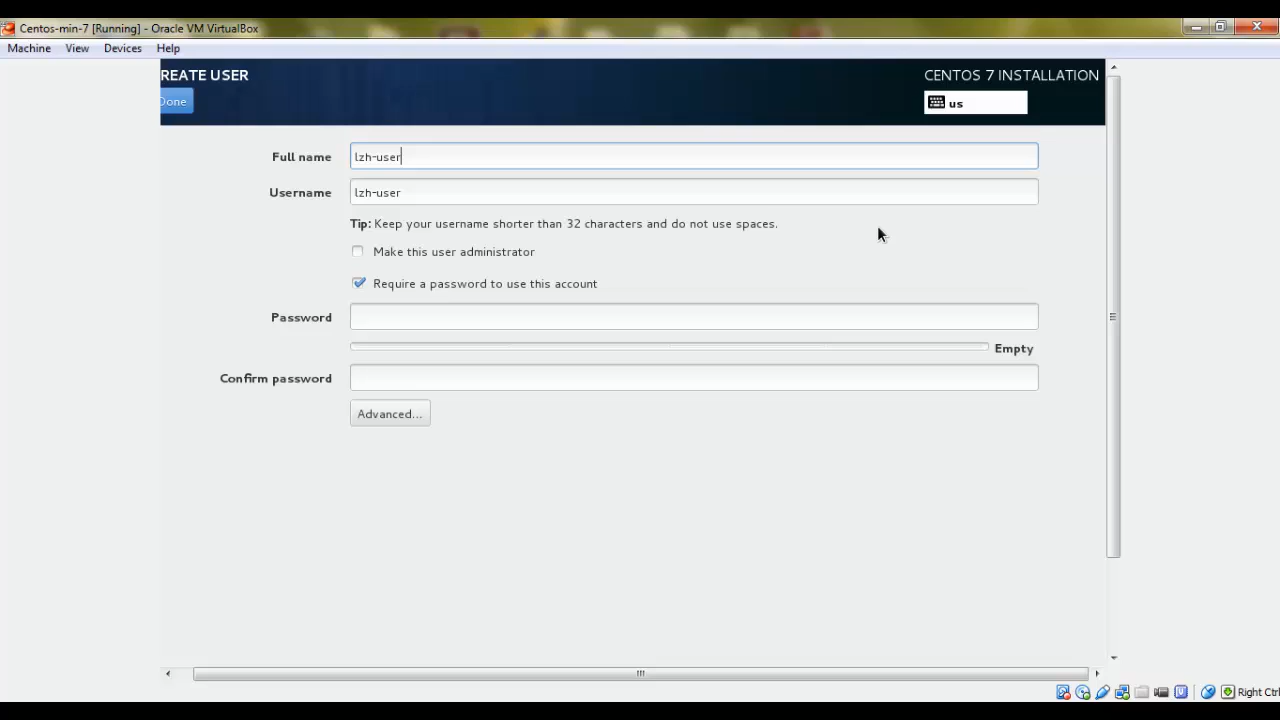 Centos-min-7 [Running] - Oracle VM VirtualBox
Machine View Devices Help
REATE USER
CENTOS 7 INSTALLATION
Done
us
Full name lzh-user
Username lzh-user
Tip: Keep your username shorter than 32 characters and do not use spaces.
Make this user administrator
Require a password to use this account
Password
Empty
Confirm password
Advanced...
Right Ctrl